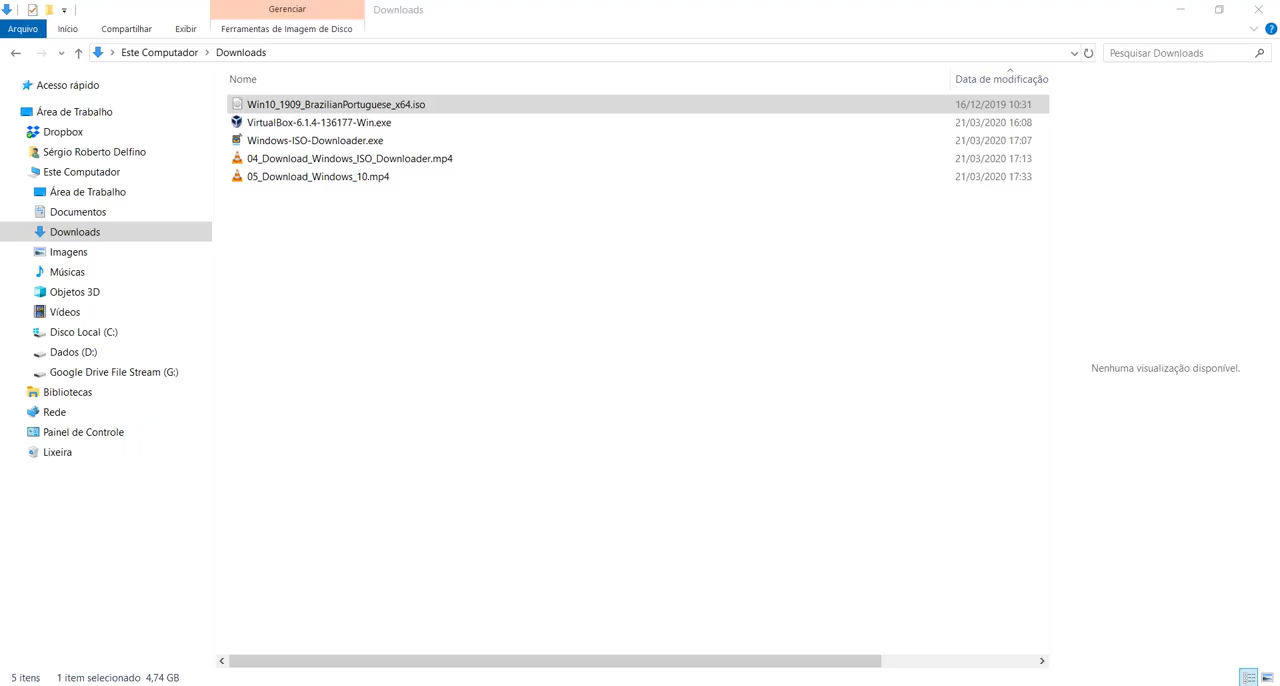 Gerenciar
Downloads
Arquivo
Início
Compartilhar
Exibir
Ferramentas de Imagem de Disco
Este Computador
Downloads
Pesquisar Downloads
Acesso rápido
Área de Trabalho
Dropbox
Sérgio Roberto Delfino
Este Computador
Área de Trabalho
Documentos
Downloads
Imagens
Músicas
Objetos 3D
Vídeos
Disco Local (C:)
Dados (D:)
Google Drive File Stream (G:)
Bibliotecas
Rede
Painel de Controle
Lixeira
Nome
Data de modificação
Win10_1909_BrazilianPortuguese_x64.iso 16/12/2019 10:31
VirtualBox-6.1.4-136177-Win.exe 21/03/2020 16:08
Windows-ISO-Downloader.exe 21/03/2020 17:07
04_Download_Windows_ISO_Downloader.mp4 21/03/2020 17:13
05_Download_Windows_10.mp4 21/03/2020 17:33
Nenhuma visualização disponível.
5 itens 1 item selecionado 4,74 GB